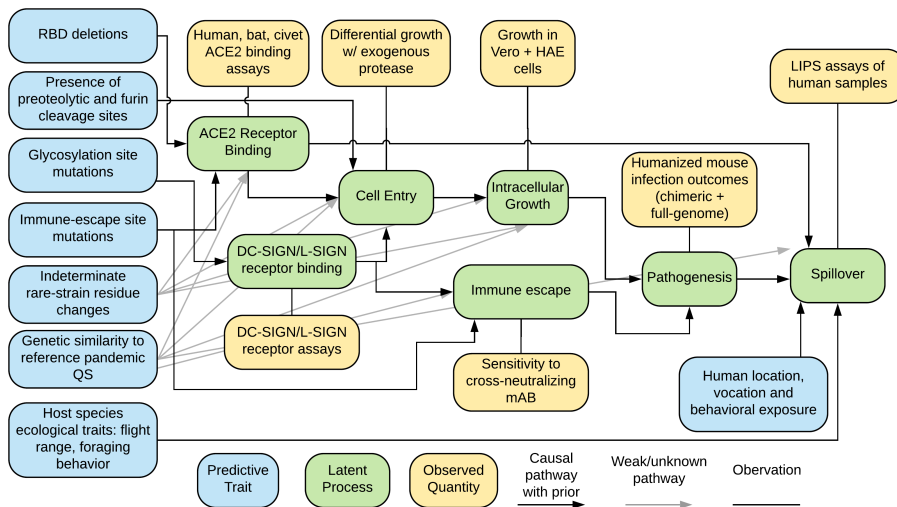 RBD deletions
Presence of
preoteolytic and furin
cleavage sites
Glycosylation site
mutations
Immune-escape site
mutations
Indeterminate
rare-strain residue
changes
Genetic similarity to
reference pandemic
QS
Host species
ecological traits: flight
range, foraging
behavior
Human, bat, civet
ACE2 binding
assays
Differential growth
w/ exogenous
protease
Growth in
Vero + HAE
cells
LIPS assays of
human samples
ACE2 Receptor
Binding
Cell Entry
Intracellular
Growth
Humanized mouse
infection outcomes
(chimeric +
full-genome)
DC-SIGN/L-SIGN
receptor binding
Immune escape
Pathogenesis
Spillover
DC-SIGN/L-SIGN
receptor assays
Sensitivity to
cross-neutralizing
mAB
Human location,
vocation and
behavioral exposure
Predictive
Trait
Latent
Process
Observed
Quantity
Causal
pathway
with prior
Weak/unknown
pathway
Obervation